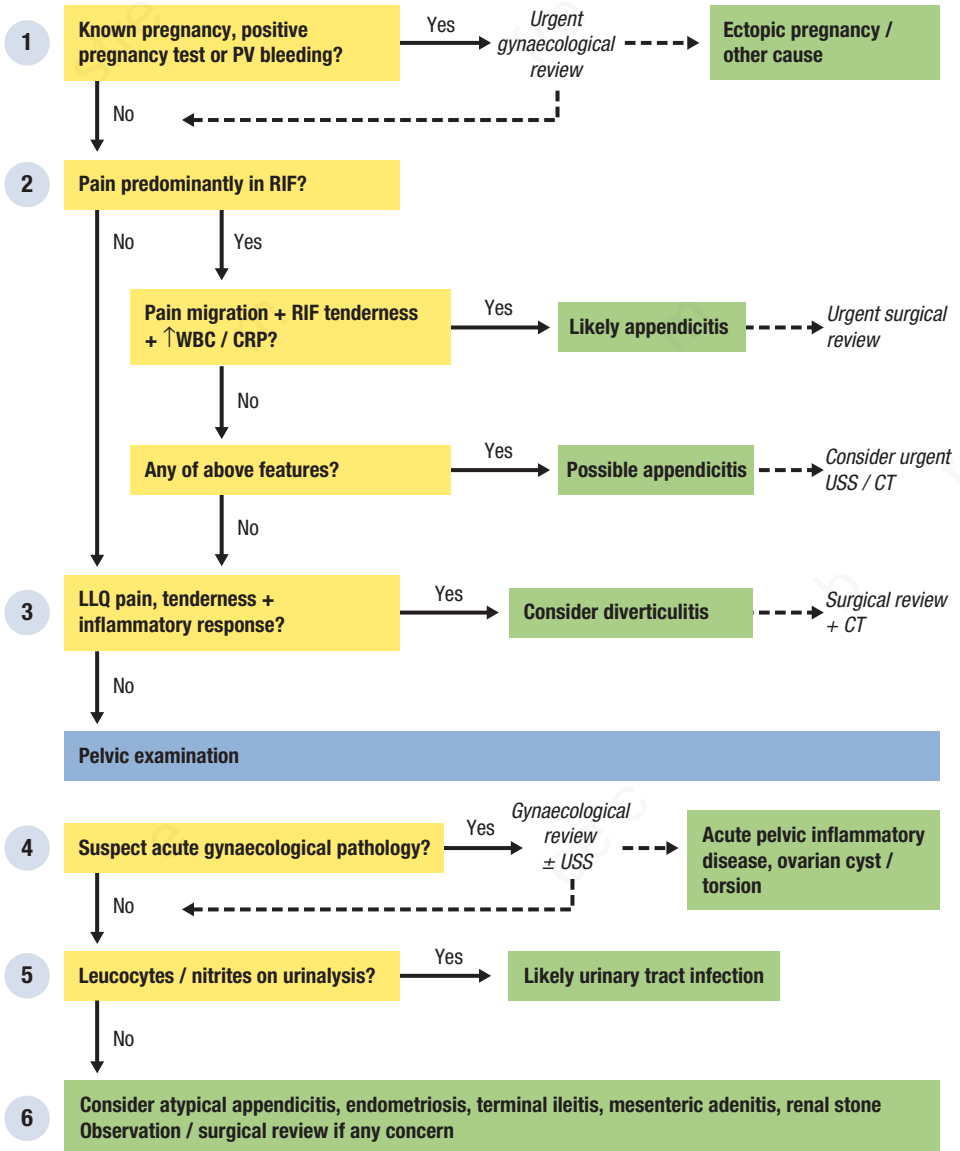 1
Known pregnancy, positive
pregnancy test or PV bleeding?
Yes
Urgent
gynaecological
review
Ectopic pregnancy /
other cause
No
2
Pain predominantly in RIF?
No
Yes
Pain migration + RIF tenderness
+ ↑WBC / CRP?
Yes
Likely appendicitis
Urgent surgical
review
No
Any of above features?
Yes
Possible appendicitis
Consider urgent
USS / CT
No
3
LLQ pain, tenderness +
inflammatory response?
Yes
Consider diverticulitis
Surgical review
+ CT
No
Pelvic examination
4
Suspect acute gynaecological pathology?
Yes
Gynaecological
review
± USS
Acute pelvic inflammatory
disease, ovarian cyst /
torsion
No
5
Leucocytes / nitrites on urinalysis?
Yes
Likely urinary tract infection
No
6
Consider atypical appendicitis, endometriosis, terminal ileitis, mesenteric adenitis, renal stone
Observation / surgical review if any concern